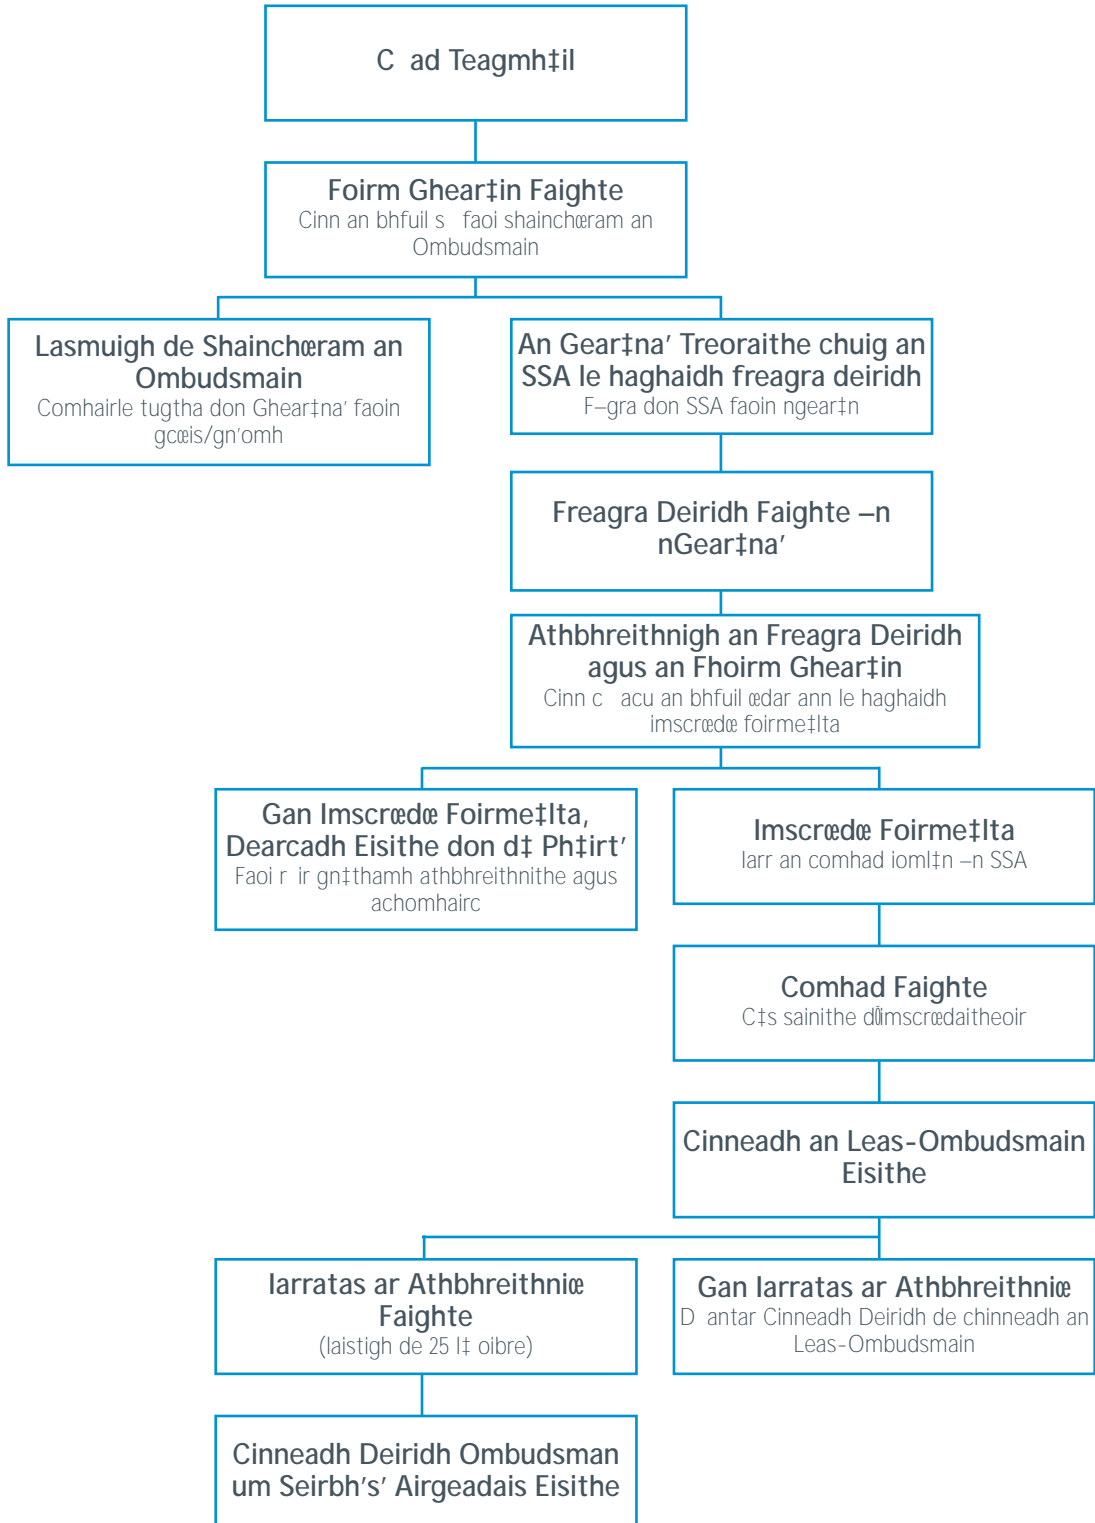 C ad Teagmh‡il
Foirm Ghear‡in Faighte
Cinn an bhfuil s faoi shainchœram an
Ombudsmain
Lasmuigh de Shainchœram an
Ombudsmain
Comhairle tugtha don Ghear‡na' faoin
gcœis/gn'omh
An Gear‡na' Treoraithe chuig an
SSA le haghaidh freagra deiridh
F–gra don SSA faoin ngear‡n
Freagra Deiridh Faighte –n
nGear‡na'
Athbhreithnigh an Freagra Deiridh
agus an Fhoirm Ghear‡in
Cinn c acu an bhfuil œdar ann le haghaidh
imscrœdœ foirme‡lta
Gan Imscrœdœ Foirme‡lta,
Dearcadh Eisithe don d‡ Ph‡irt'
Faoi r ir gn‡thamh athbhreithnithe agus
achomhairc
Imscrœdœ Foirme‡lta
Iarr an comhad ioml‡n –n SSA
Comhad Faighte
C‡s sainithe dÕimscrœdaitheoir
Cinneadh an Leas-Ombudsmain
Eisithe
Iarratas ar Athbhreithniœ
Faighte
(laistigh de 25 l‡ oibre)
Gan Iarratas ar Athbhreithniœ
D antar Cinneadh Deiridh de chinneadh an
Leas-Ombudsmain
Cinneadh Deiridh Ombudsman
um Seirbh's' Airgeadais Eisithe